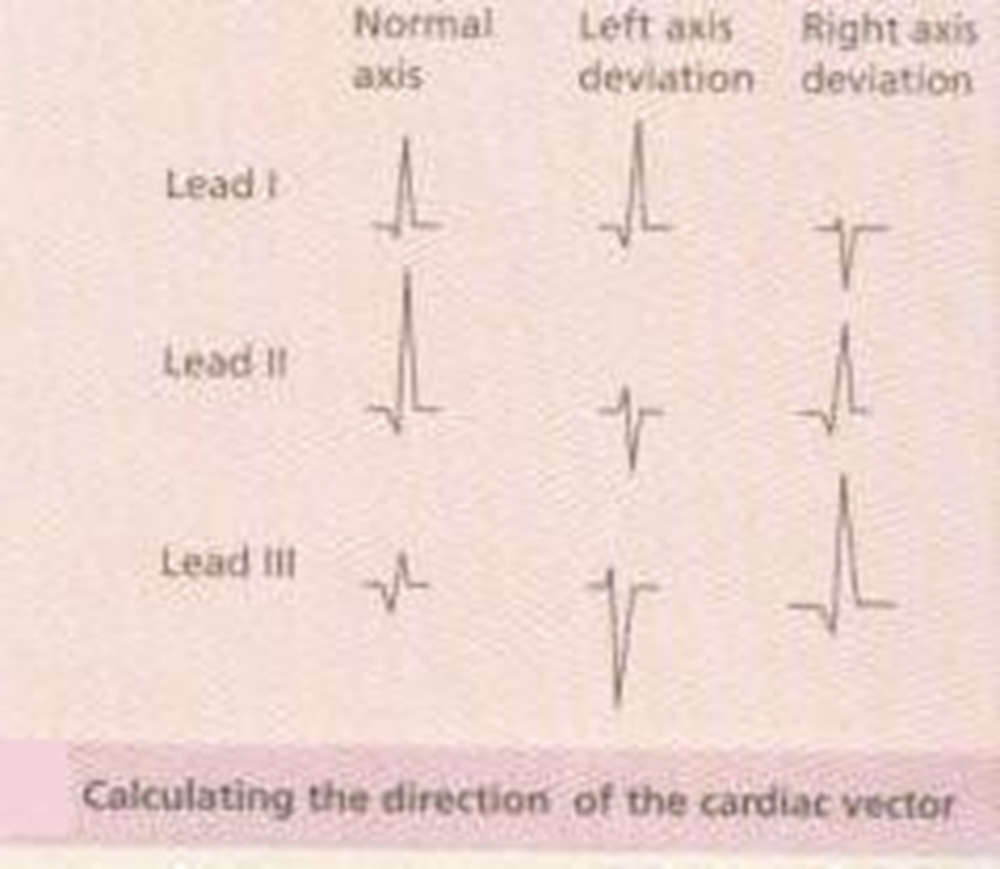 Normal axis
Left axis deviation
Right axis deviation
Lead I
Lead II
Lead III
Calculating the direction of the cardiac vector